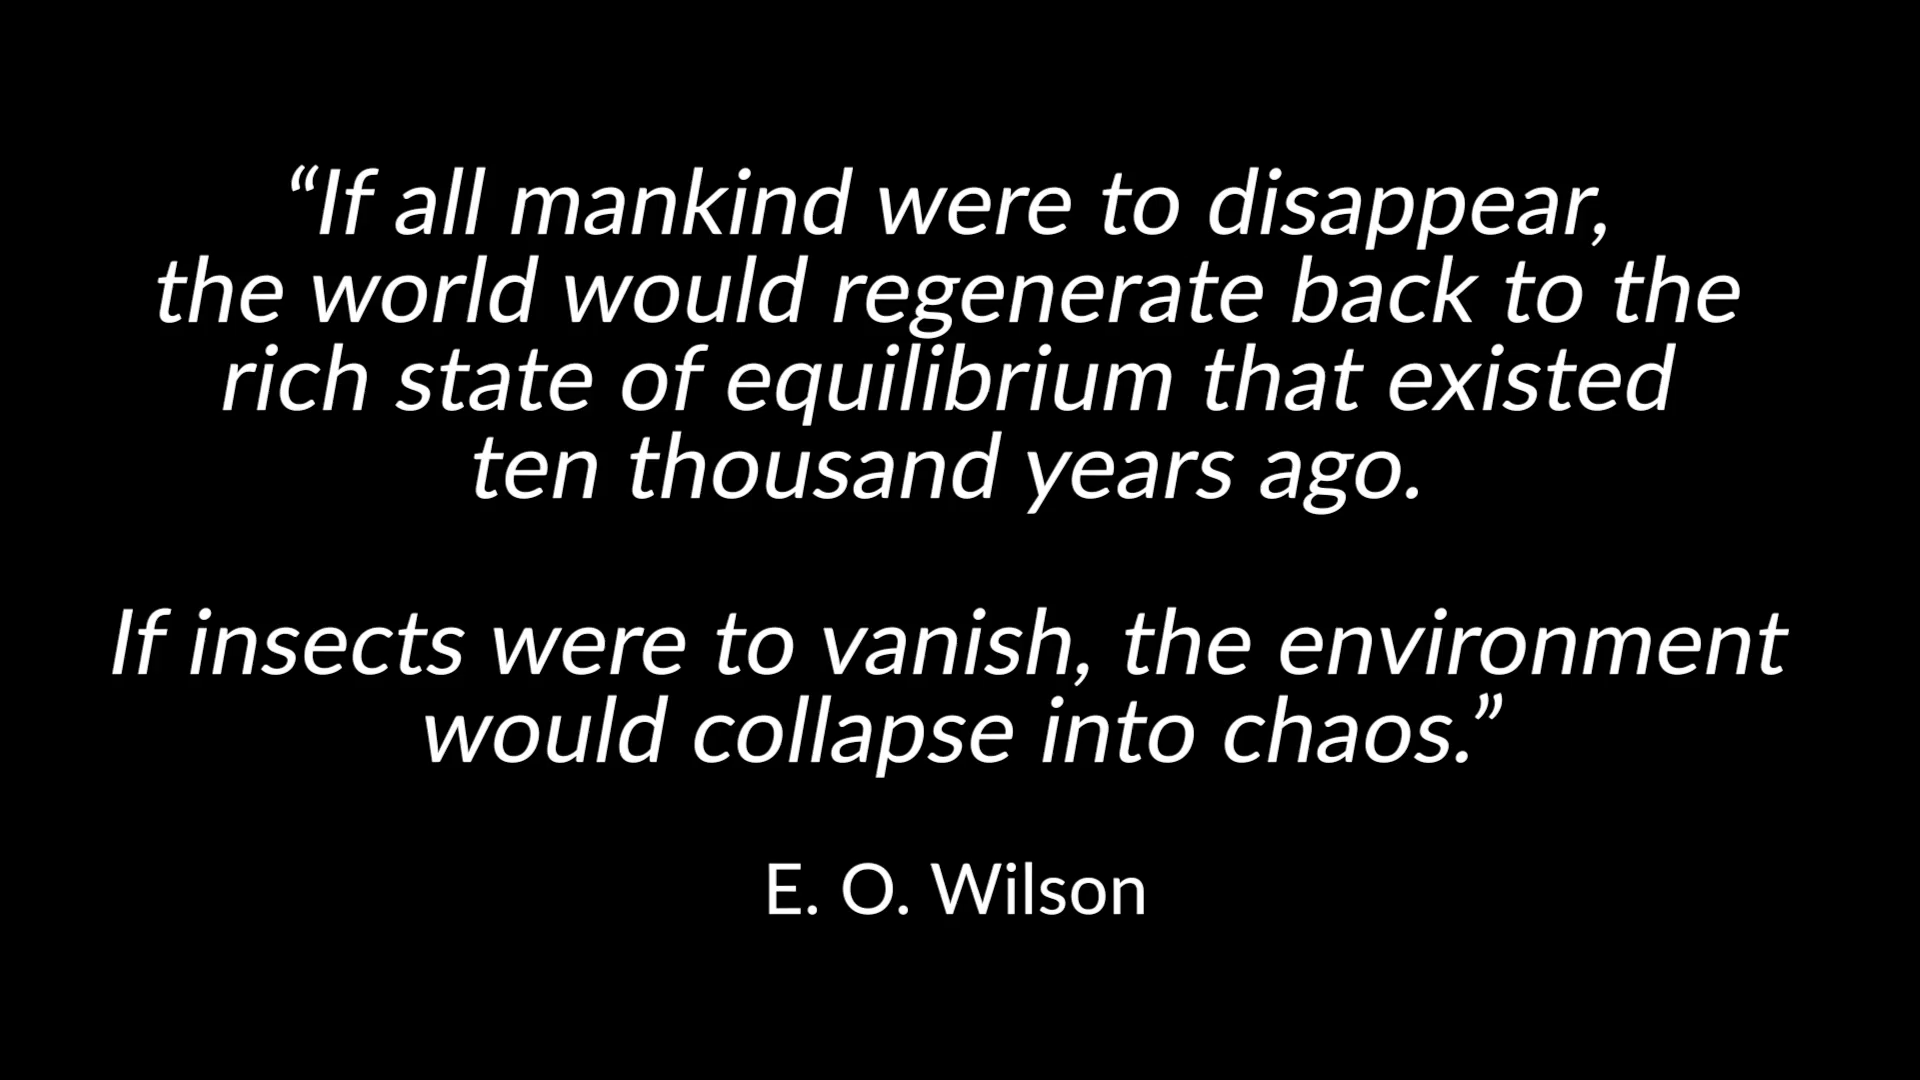 “If all mankind were to disappear,
the world would regenerate back to the
rich state of equilibrium that existed
ten thousand years ago.
If insects were to vanish, the environment
would collapse into chaos.”
E. O. Wilson